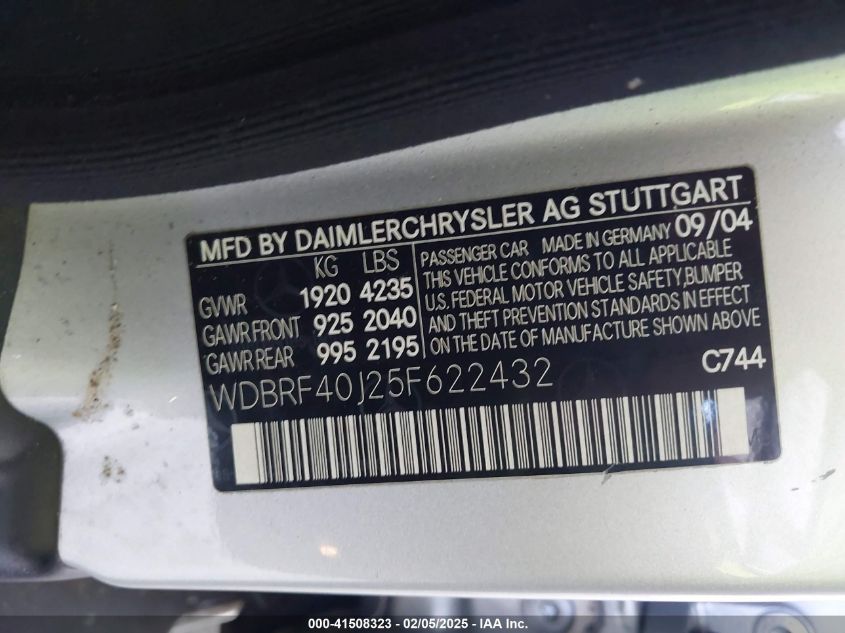 MFD BY DAIMLERCHRYSLER AG STUTTGART
KG LBS
GVWR 1920 4235
GAWR FRONT 925 2040
GAWR REAR 995 2195
PASSENGER CAR MADE IN GERMANY 09/04
THIS VEHICLE CONFORMS TO ALL APPLICABLE
U.S. FEDERAL MOTOR VEHICLE SAFETY,BUMPER
AND THEFT PREVENTION STANDARDS IN EFFECT
ON THE DATE OF MANUFACTURE SHOWN ABOVE
C744
WDBRF40J25F622432
000-41508323 - 02/05/2025 - IAA Inc.